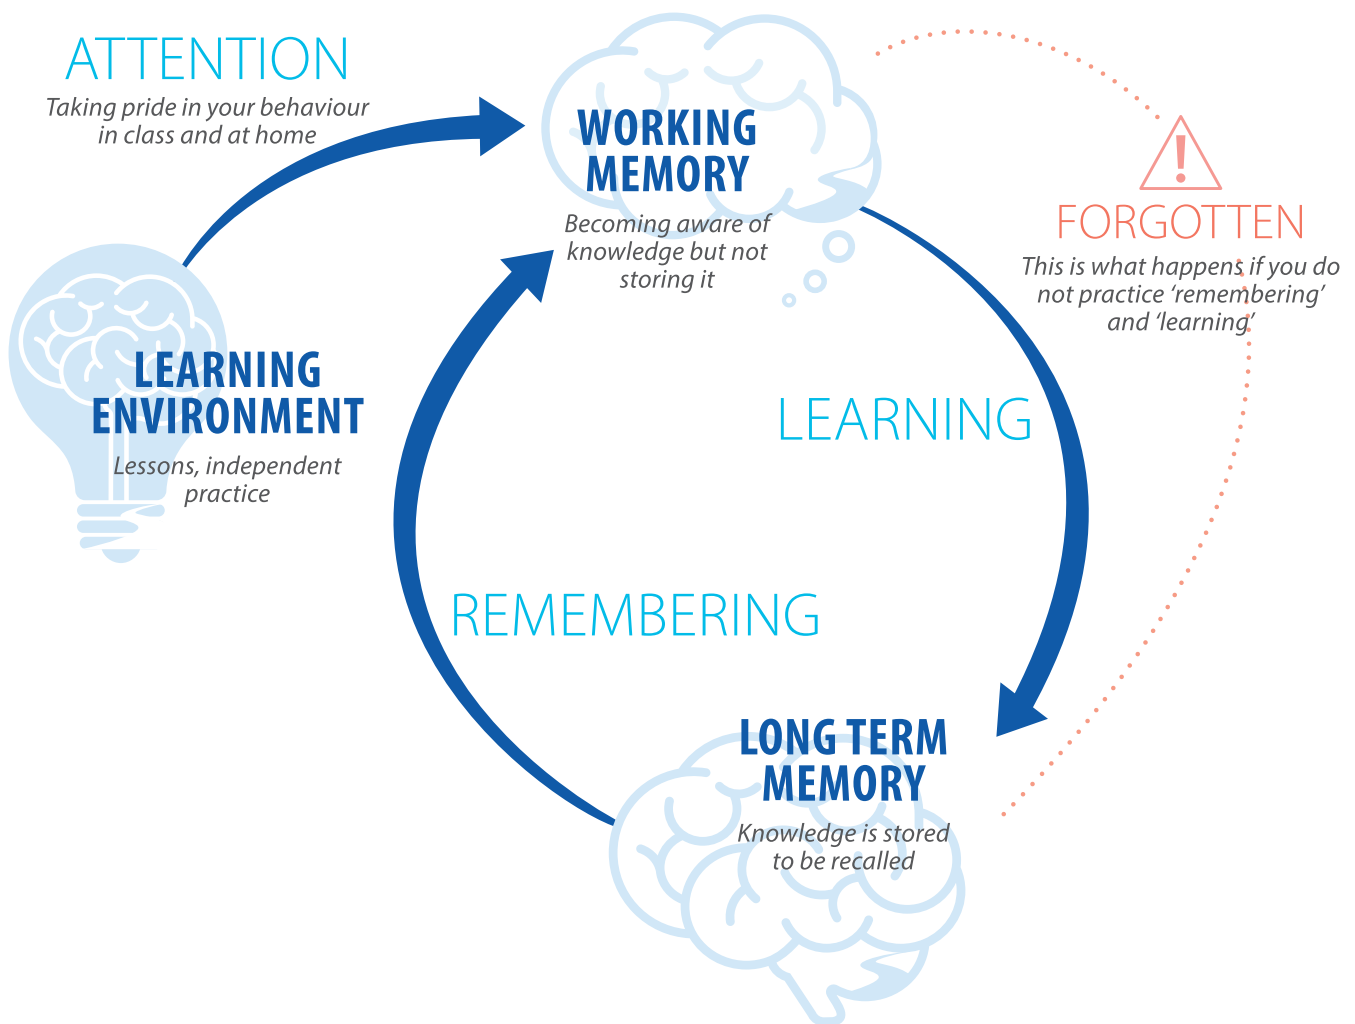 ATTENTION
Taking pride in your behaviour
in class and at home
WORKING
MEMORY
Becoming aware of
knowledge but not
storing it
FORGOTTEN
This is what happens if you do
not practice ‘remembering’
and ‘learning’
LEARNING
ENVIRONMENT
Lessons, independent
practice
LEARNING
REMEMBERING
LONG TERM
MEMORY
Knowledge is stored
to be recalled